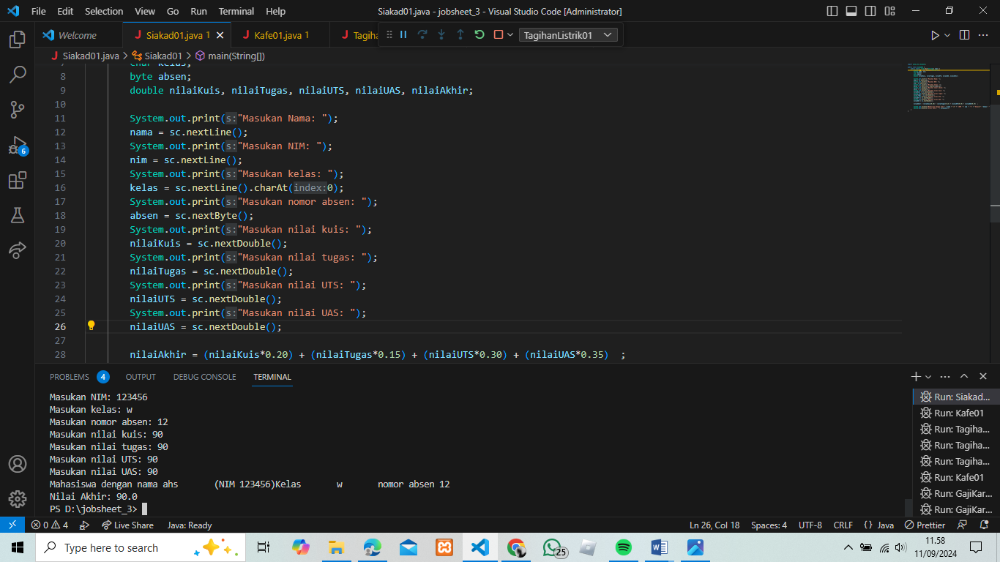 File Edit Selection View Go Run Terminal Help Siakad01.java - jobsheet_3 - Visual Studio Code [Administrator]
Welcome Siakad01.java 1 Kafe01.java 1 Tagihan TagihanListrik01
Siakad01.java > Siakad01 > main(String[])
7 char kelas;
8 byte absen;
9 double nilaiKuis, nilaiTugas, nilaiUTS, nilaiUAS, nilaiAkhir;
10
11 System.out.print(s:"Masukan Nama: ");
12 nama = sc.nextLine();
13 System.out.print(s:"Masukan NIM: ");
14 nim = sc.nextLine();
15 System.out.print(s:"Masukan kelas: ");
16 kelas = sc.nextLine().charAt(index:0);
17 System.out.print(s:"Masukan nomor absen: ");
18 absen = sc.nextByte();
19 System.out.print(s:"Masukan nilai kuis: ");
20 nilaiKuis = sc.nextDouble();
21 System.out.print(s:"Masukan nilai tugas: ");
22 nilaiTugas = sc.nextDouble();
23 System.out.print(s:"Masukan nilai UTS: ");
24 nilaiUTS = sc.nextDouble();
25 System.out.print(s:"Masukan nilai UAS: ");
26 nilaiUAS = sc.nextDouble();
27
28 nilaiAkhir = (nilaiKuis*0.20) + (nilaiTugas*0.15) + (nilaiUTS*0.30) + (nilaiUAS*0.35)  ;
6
PROBLEMS 4 OUTPUT DEBUG CONSOLE TERMINAL
Masukan NIM: 123456
Masukan kelas: w
Masukan nomor absen: 12
Masukan nilai kuis: 90
Masukan nilai tugas: 90
Masukan nilai UTS: 90
Masukan nilai UAS: 90
Mahasiswa dengan nama ahs (NIM 123456)Kelas w nomor absen 12
Nilai Akhir: 90.0
PS D:\jobsheet_3>
Run: Siakad...
Run: Kafe01
Run: Tagiha...
Run: Tagiha...
Run: Tagiha...
Run: Kafe01
Run: GajiKar...
Run: GajiKar...
0 4 Live Share Java: Ready Ln 26, Col 18 Spaces: 4 UTF-8 CRLF {} Java Prettier
Type here to search 25 11.58
11/09/2024